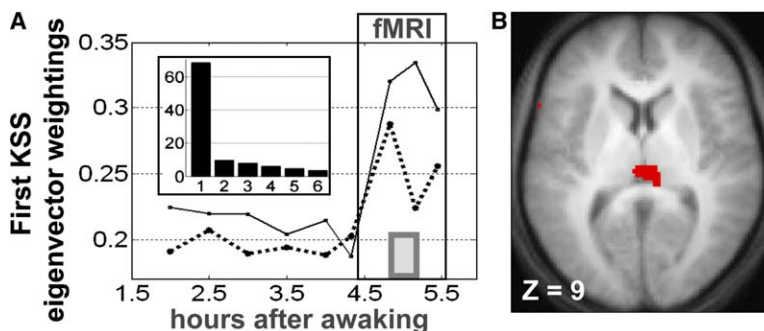 A
fMRI
B
First KSS
eigenvector weightings
0.35
0.3
0.25
0.2
60
40
20
0
1 2 3 4 5 6
1.5 2.5 3.5 4.5 5.5
hours after awaking
Z = 9